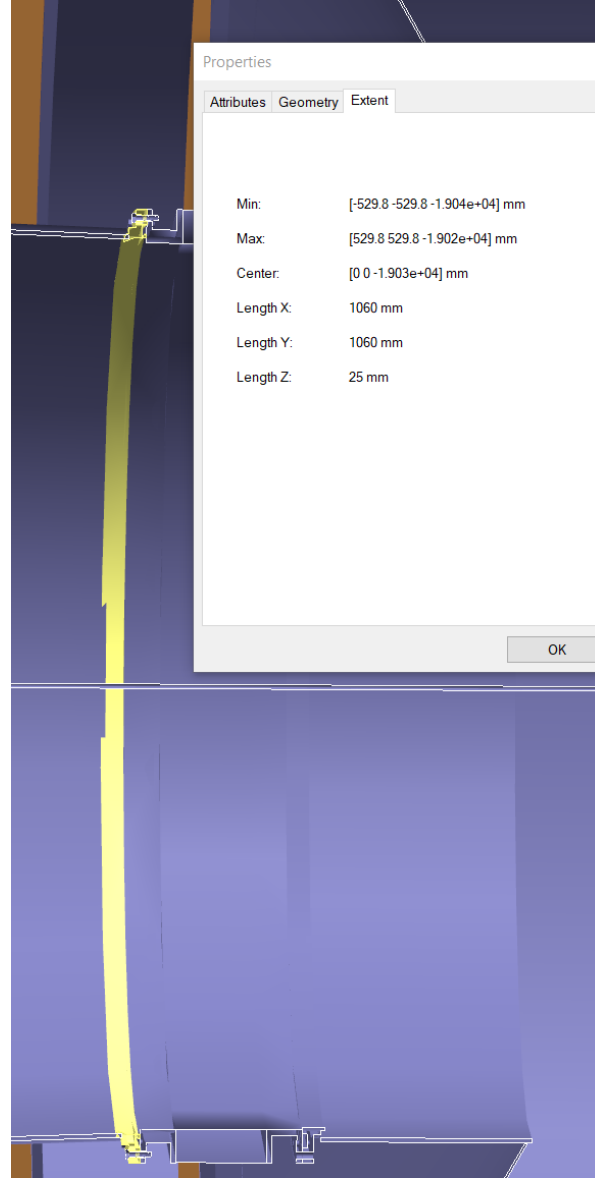 Properties
Attributes Geometry Extent
Min: [-529.8 -529.8 -1.904e+04] mm
Max: [529.8 529.8 -1.902e+04] mm
Center: [0 0 -1.903e+04] mm
Length X: 1060 mm
Length Y: 1060 mm
Length Z: 25 mm
OK